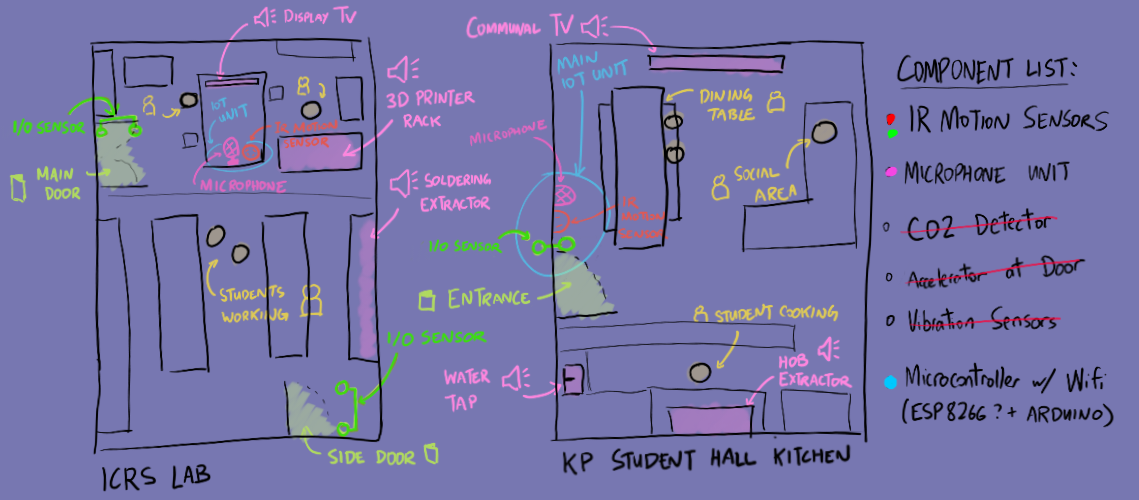 DISPLAY TV
I/O SENSOR
MAIN
DOOR
IOT
UNIT
IR MOTION
SENSOR
MICROPHONE
3D PRINTER
RACK
SOLDERING
EXTRACTOR
STUDENTS
WORKING
I/O SENSOR
SIDE DOOR
ICRS LAB
COMMUNAL TV
MAIN
IOT UNIT
MICROPHONE
DINING
TABLE
SOCIAL
AREA
IR
MOTION
SENSOR
I/O SENSOR
ENTRANCE
STUDENT COOKING
WATER
TAP
HOB
EXTRACTOR
KP STUDENT HALL KITCHEN
COMPONENT LIST:
IR MOTION SENSORS
MICROPHONE UNIT
CO2 Detector
Accelerator at Door
Vibration Sensors
Microcontroller w/ Wifi
(ESP8266 ? + ARDUINO)